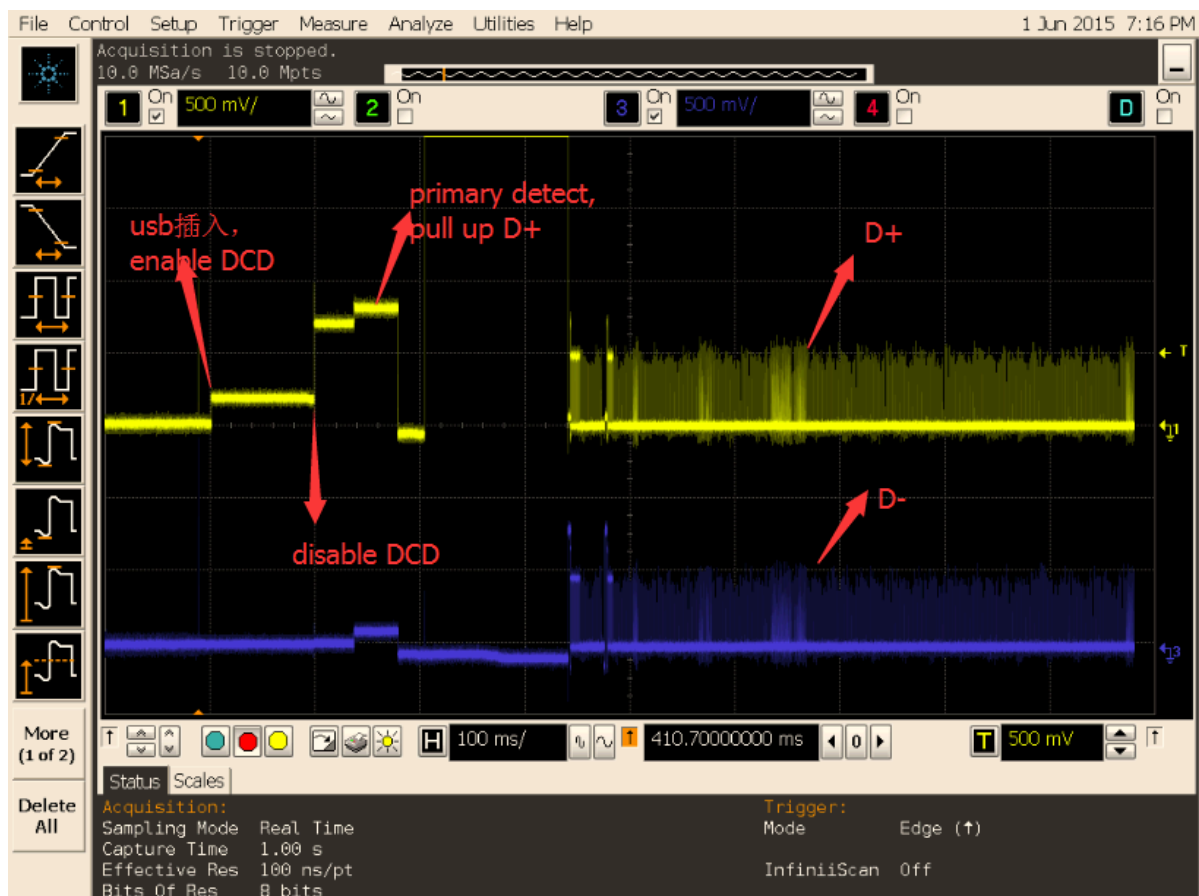 File Control Setup Trigger Measure Analyze Utilities Help 1 Jun 2015 7:16 PM
Acquisition is stopped.
10.0 MSa/s 10.0 Mpts
1 On 500 mV/ 2 On 3 On 500 mV/ 4 On D On
primary detect,
pull up D+
usb插入，
enable DCD
D+
T
1/
1
D-
disable DCD
3
More
(1 of 2)
H 100 ms/ 410.70000000 ms 0 T 500 mV
Delete
All
Status Scales
Acquisition: Trigger:
Sampling Mode Real Time Mode Edge (↑)
Capture Time 1.00 s
Effective Res 100 ns/pt InfiniiScan Off
Bits Of Res 8 bits